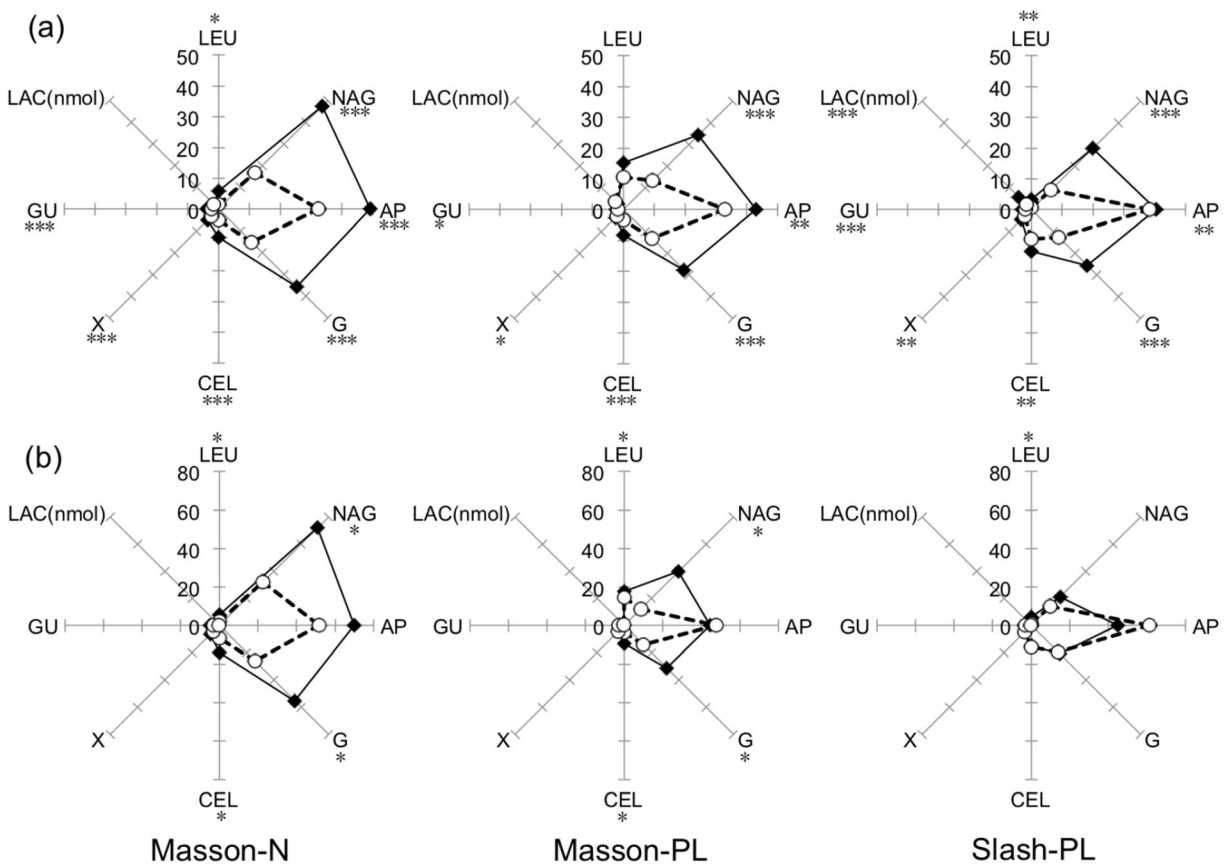 (a)
*
LEU
50
40
30
20
10
0
LAC(nmol)
NAG
***
GU
***
AP
***
X
***
G
***
CEL
***
LEU
50
40
30
20
10
0
LAC(nmol)
NAG
***
GU
*
AP
**
X
*
G
***
CEL
***
**
LEU
50
40
30
20
10
0
LAC(nmol)
***
NAG
***
GU
***
AP
**
X
**
G
***
CEL
**
(b)
*
LEU
80
60
40
20
0
LAC(nmol)
NAG
*
GU
AP
X
G
*
CEL
*
Masson-N
*
LEU
80
60
40
20
0
LAC(nmol)
NAG
*
GU
AP
X
G
*
CEL
*
Masson-PL
*
LEU
80
60
40
20
0
LAC(nmol)
NAG
GU
AP
X
G
CEL
Slash-PL